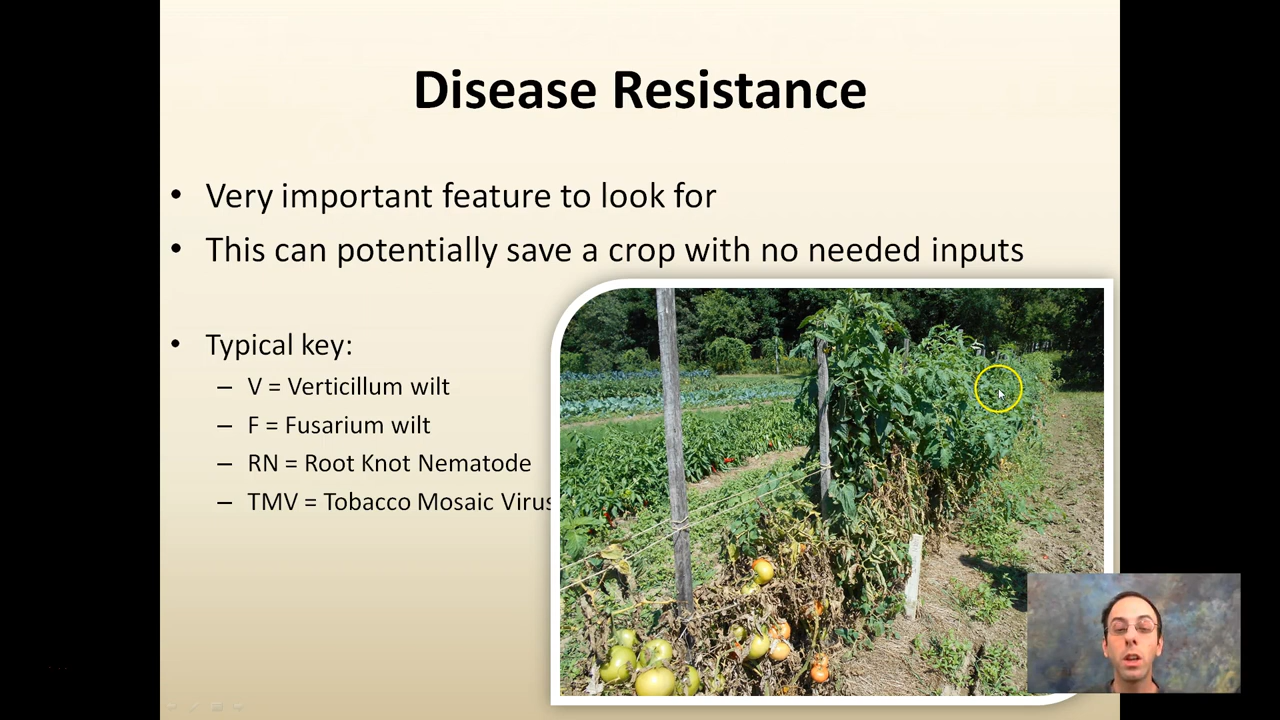 Disease Resistance
• Very important feature to look for
• This can potentially save a crop with no needed inputs
• Typical key:
– V = Verticillum wilt
– F = Fusarium wilt
– RN = Root Knot Nematode
– TMV = Tobacco Mosaic Virus